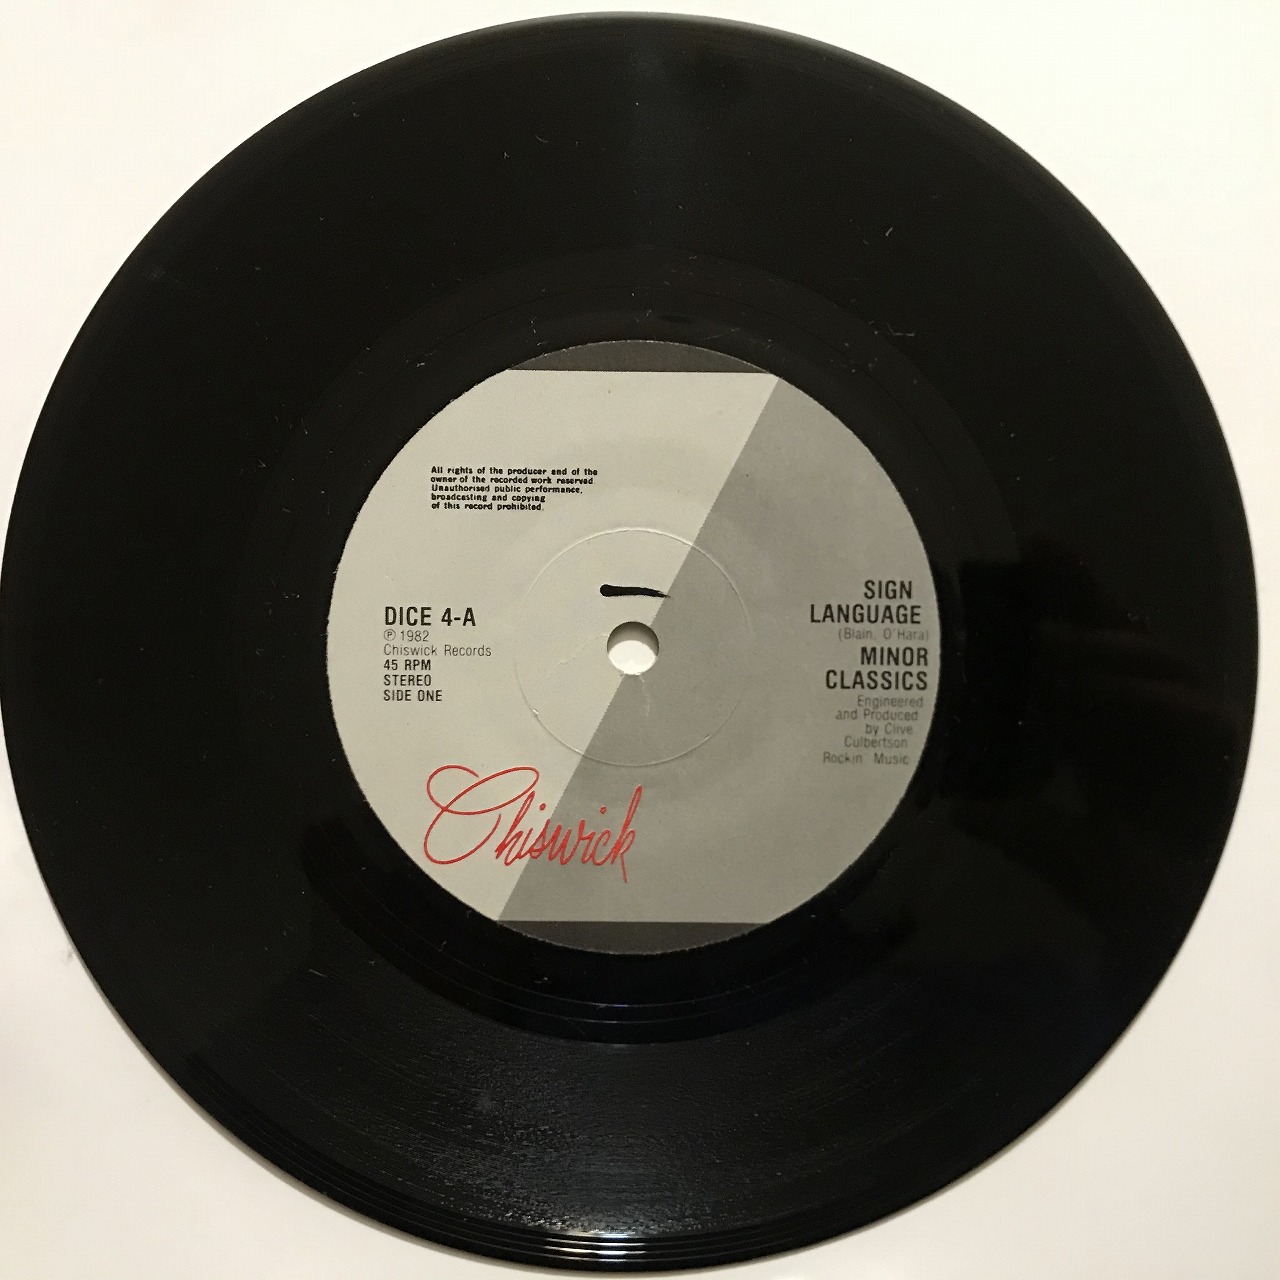 All rights of the producer and of the
owner of the recorded work reserved.
Unauthorised public performance,
broadcasting and copying
of this record prohibited.
DICE 4-A
℗ 1982
Chiswick Records
45 RPM
STEREO
SIDE ONE
SIGN
LANGUAGE
(Blain, O'Hara)
MINOR
CLASSICS
Engineered
and Produced
by Clive
Culbertson
Rockin Music
Chiswick